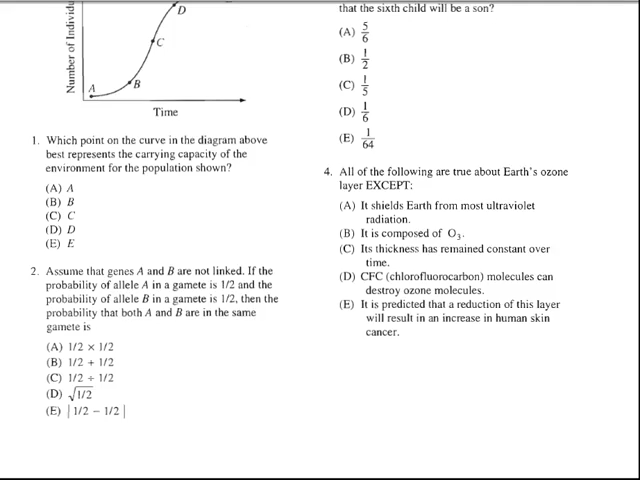 Number of Individu
A
B
C
D
Time
1. Which point on the curve in the diagram above
best represents the carrying capacity of the
environment for the population shown?
(A) A
(B) B
(C) C
(D) D
(E) E
2. Assume that genes A and B are not linked. If the
probability of allele A in a gamete is 1/2 and the
probability of allele B in a gamete is 1/2, then the
probability that both A and B are in the same
gamete is
(A) 1/2 × 1/2
(B) 1/2 + 1/2
(C) 1/2 ÷ 1/2
(D) √1/2
(E) | 1/2 − 1/2 |
that the sixth child will be a son?
(A) 5/6
(B) 1/2
(C) 1/5
(D) 1/6
(E) 1/64
4. All of the following are true about Earth's ozone
layer EXCEPT:
(A) It shields Earth from most ultraviolet
radiation.
(B) It is composed of O₃.
(C) Its thickness has remained constant over
time.
(D) CFC (chlorofluorocarbon) molecules can
destroy ozone molecules.
(E) It is predicted that a reduction of this layer
will result in an increase in human skin
cancer.